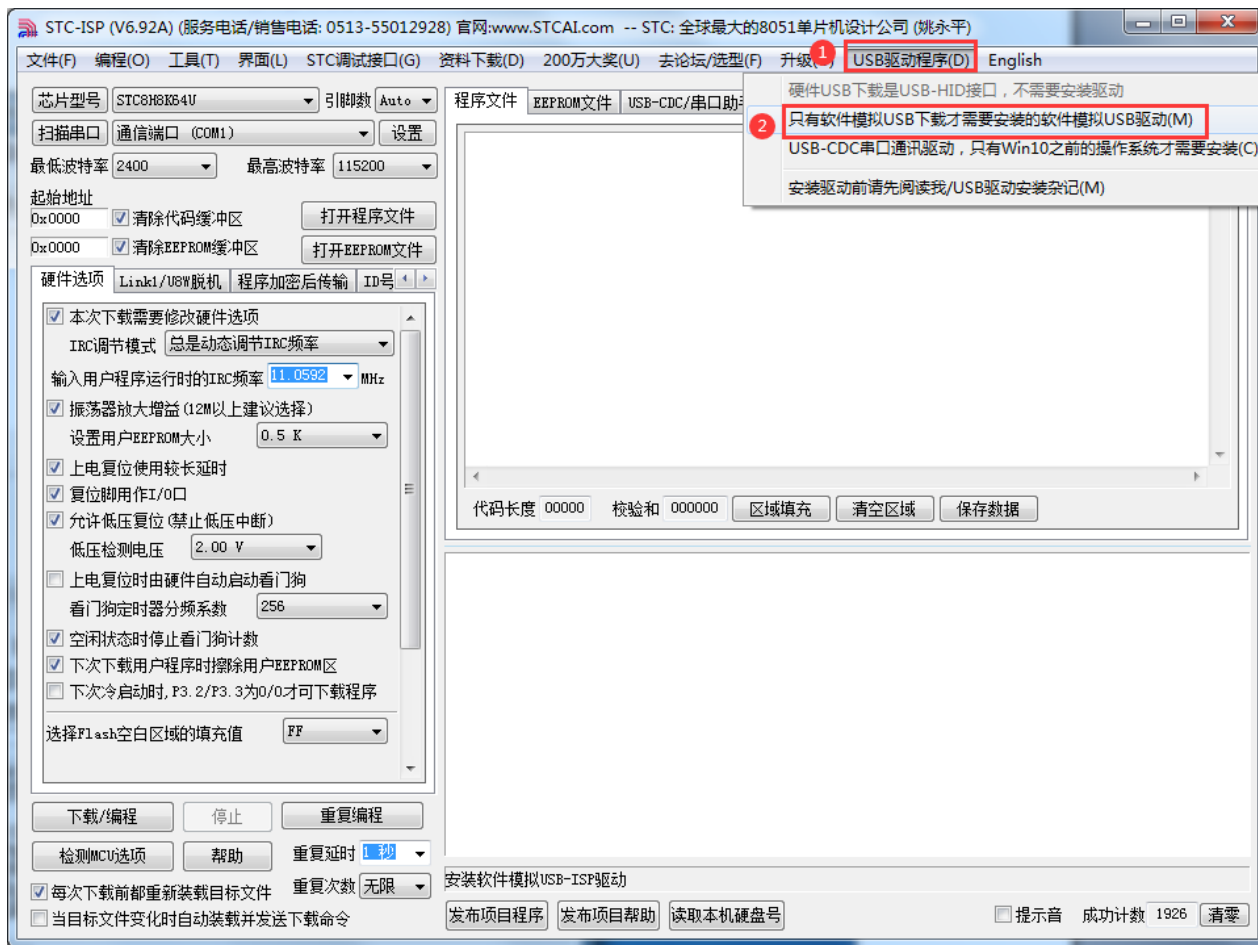 STC-ISP (V6.92A) (服务电话/销售电话: 0513-55012928) 官网:www.STCAI.com -- STC: 全球最大的8051单片机设计公司 (姚永平)
文件(F) 编程(O) 工具(T) 界面(L) STC调试接口(G) 资料下载(D) 200万大奖(U) 去论坛/选型(F) 升级 1 USB驱动程序(D) English
硬件USB下载是USB-HID接口，不需要安装驱动
2 只有软件模拟USB下载才需要安装的软件模拟USB驱动(M)
USB-CDC串口通讯驱动，只有Win10之前的操作系统才需要安装(C)
安装驱动前请先阅读我/USB驱动安装杂记(M)
芯片型号 STC8H8K64U 引脚数 Auto
扫描串口 通信端口 (COM1) 设置
最低波特率 2400 最高波特率 115200
起始地址
0x0000 清除代码缓冲区 打开程序文件
0x0000 清除EEPROM缓冲区 打开EEPROM文件
硬件选项 Link1/U8W脱机 程序加密后传输 ID号
本次下载需要修改硬件选项
IRC调节模式 总是动态调节IRC频率
输入用户程序运行时的IRC频率 11.0592 MHz
振荡器放大增益(12M以上建议选择)
设置用户EEPROM大小 0.5 K
上电复位使用较长延时
复位脚用作I/O口
允许低压复位(禁止低压中断)
低压检测电压 2.00 V
上电复位时由硬件自动启动看门狗
看门狗定时器分频系数 256
空闲状态时停止看门狗计数
下次下载用户程序时擦除用户EEPROM区
下次冷启动时,P3.2/P3.3为0/0才可下载程序
选择Flash空白区域的填充值 FF
下载/编程 停止 重复编程
检测MCU选项 帮助 重复延时 1 秒
每次下载前都重新装载目标文件 重复次数 无限
当目标文件变化时自动装载并发送下载命令
程序文件 EEPROM文件 USB-CDC/串口助
代码长度 00000 校验和 000000 区域填充 清空区域 保存数据
安装软件模拟USB-ISP驱动
发布项目程序 发布项目帮助 读取本机硬盘号 提示音 成功计数 1926 清零